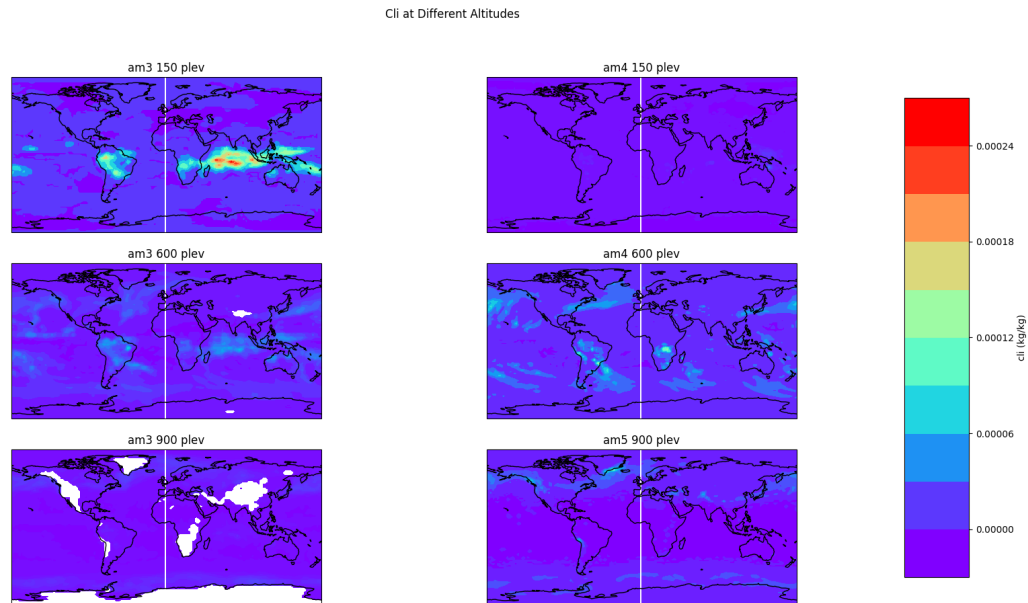 Cli at Different Altitudes
am3 150 plev
am4 150 plev
am3 600 plev
am4 600 plev
am3 900 plev
am5 900 plev
0.00024
0.00018
0.00012
0.00006
0.00000
cli (kg/kg)